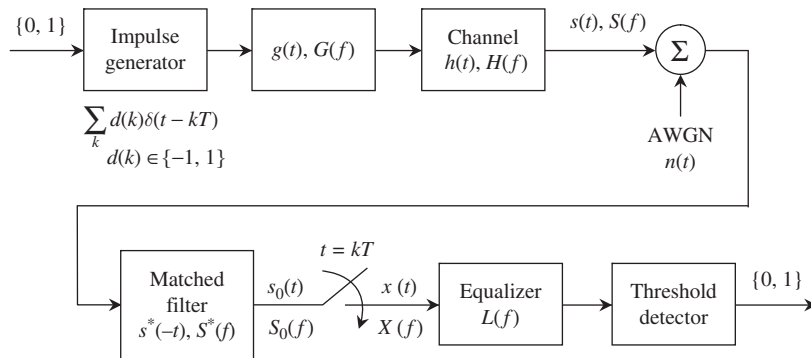 {0, 1}
Impulse
generator
g(t), G(f)
Channel
h(t), H(f)
s(t), S(f)
Σ
∑ d(k)δ(t – kT)
k
d(k) ∈ {–1, 1}
AWGN
n(t)
t = kT
Matched
filter
s*(–t), S*(f)
s₀(t)
S₀(f)
x (t)
X (f)
Equalizer
L(f)
Threshold
detector
{0, 1}